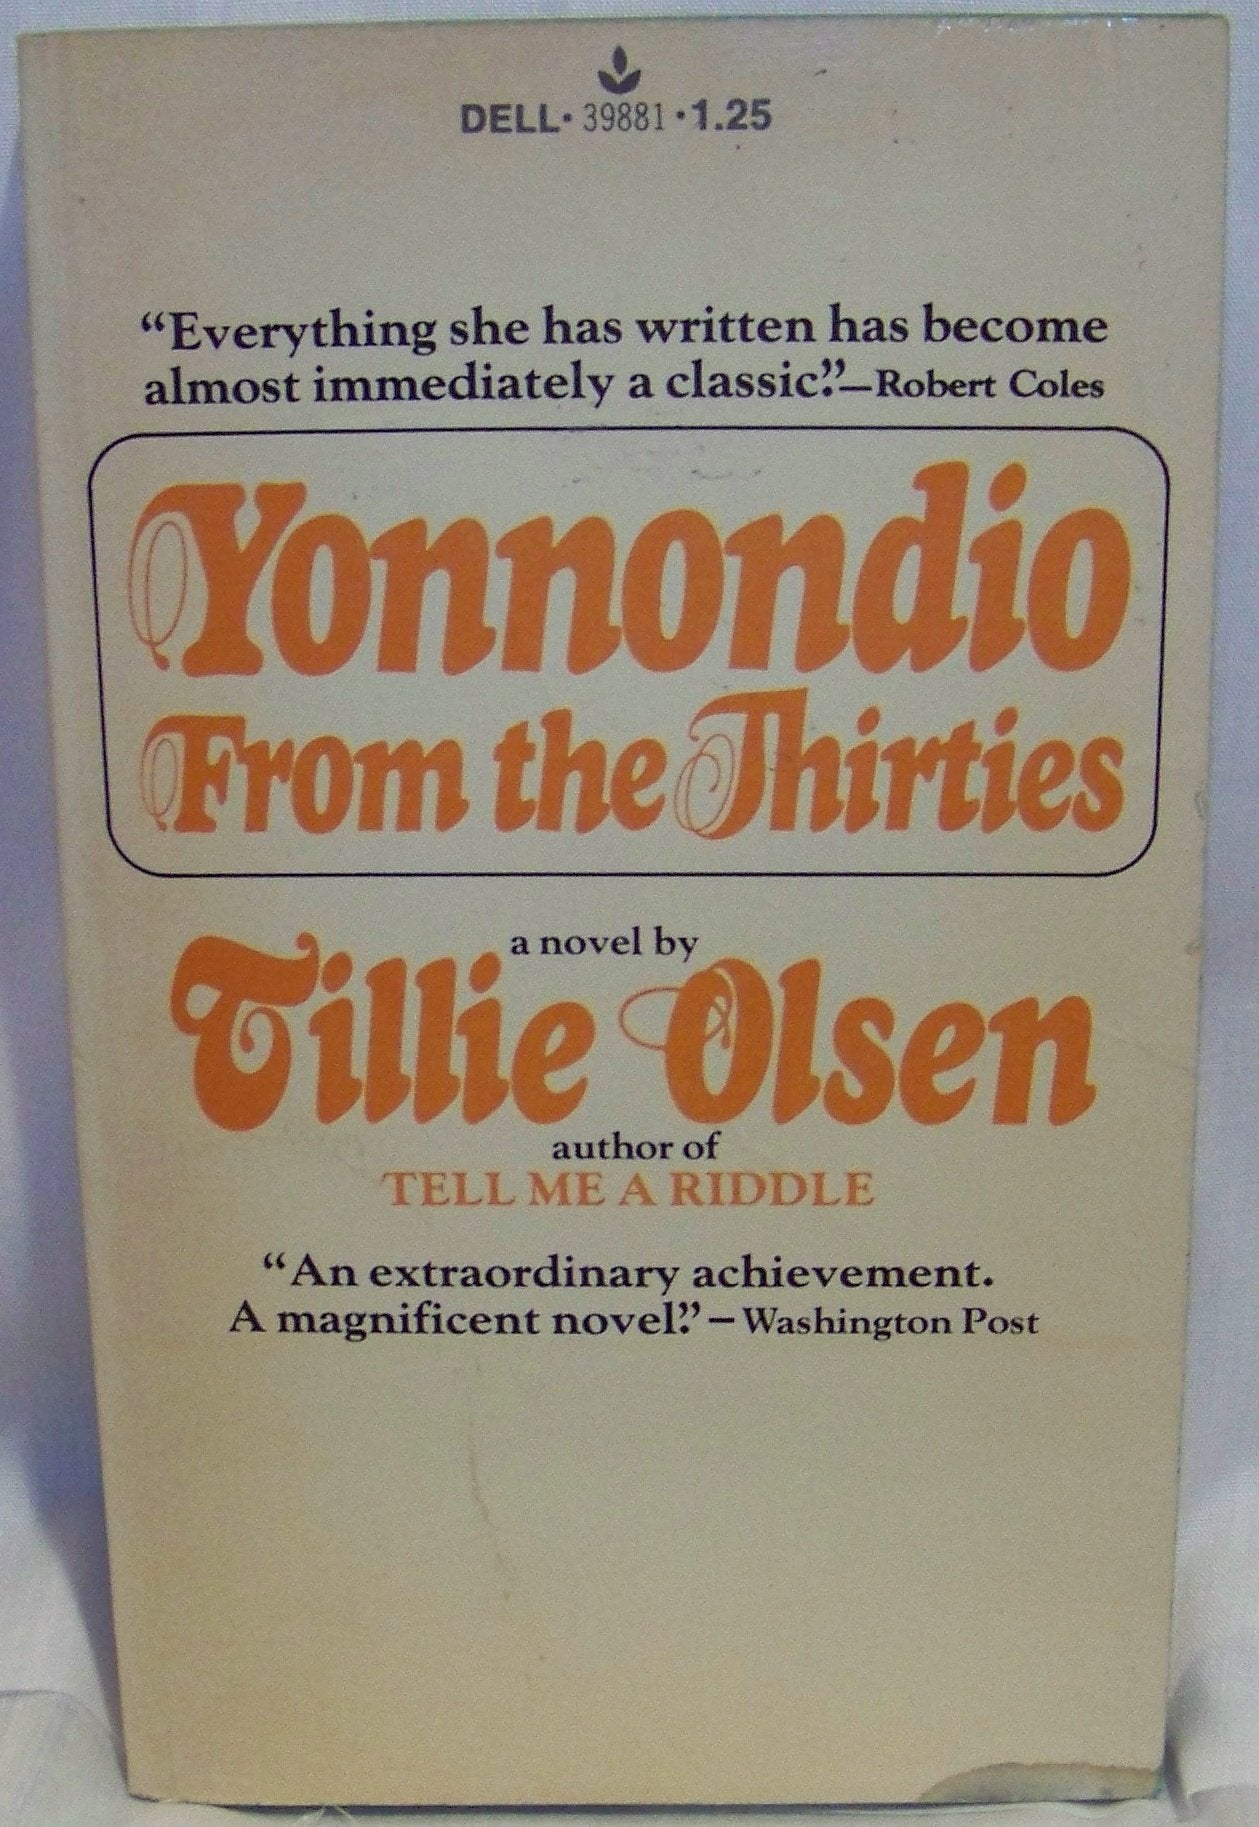 DELL · 39881 · 1.25
“Everything she has written has become
almost immediately a classic.”—Robert Coles
Yonnondio
From the Thirties
a novel by
Tillie Olsen
author of
TELL ME A RIDDLE
“An extraordinary achievement.
A magnificent novel.”—Washington Post